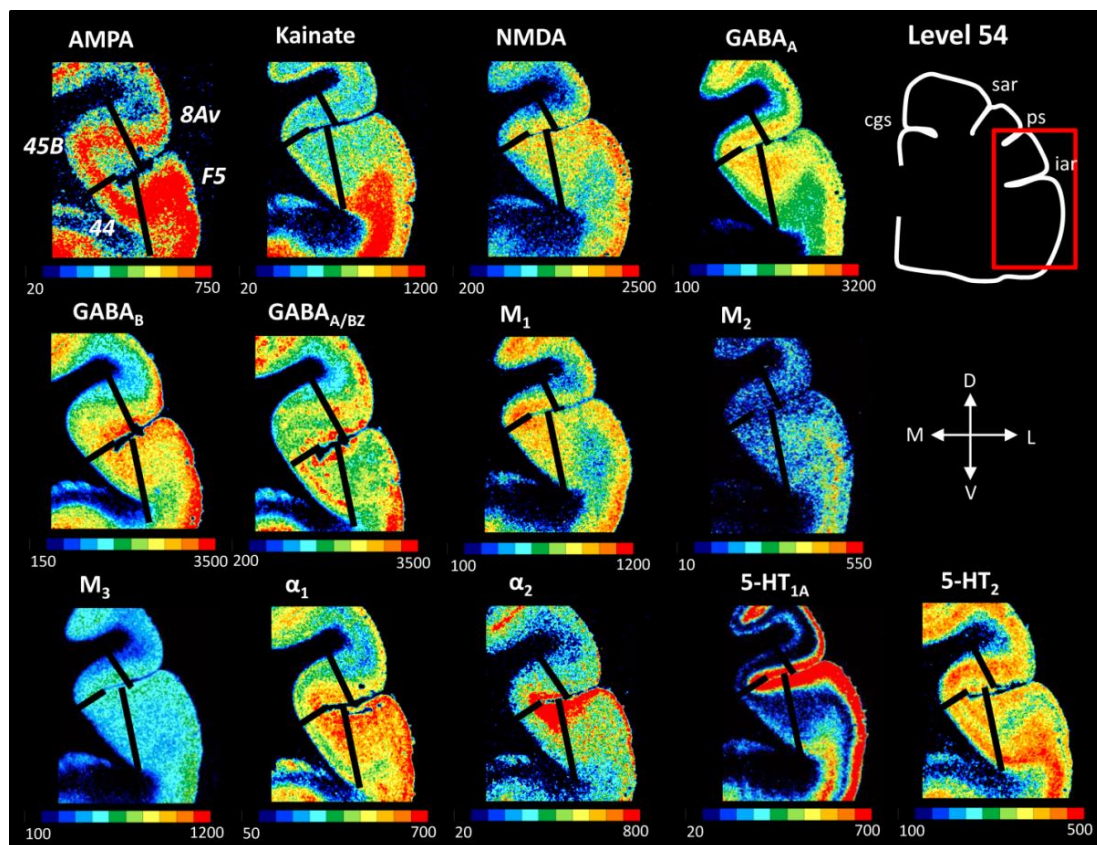 AMPA Kainate NMDA GABAA Level 54
sar
8Av cgs ps
45B iar
F5
44
20 750 1200 200 2500 100 3200
GABAB GABAA/BZ M1 M2
D
M L
V
150 3500 200 3500 100 1200 10 550
M3 α1 α2 5-HT1A 5-HT2
100 1200 50 700 20 800 20 700 100 500